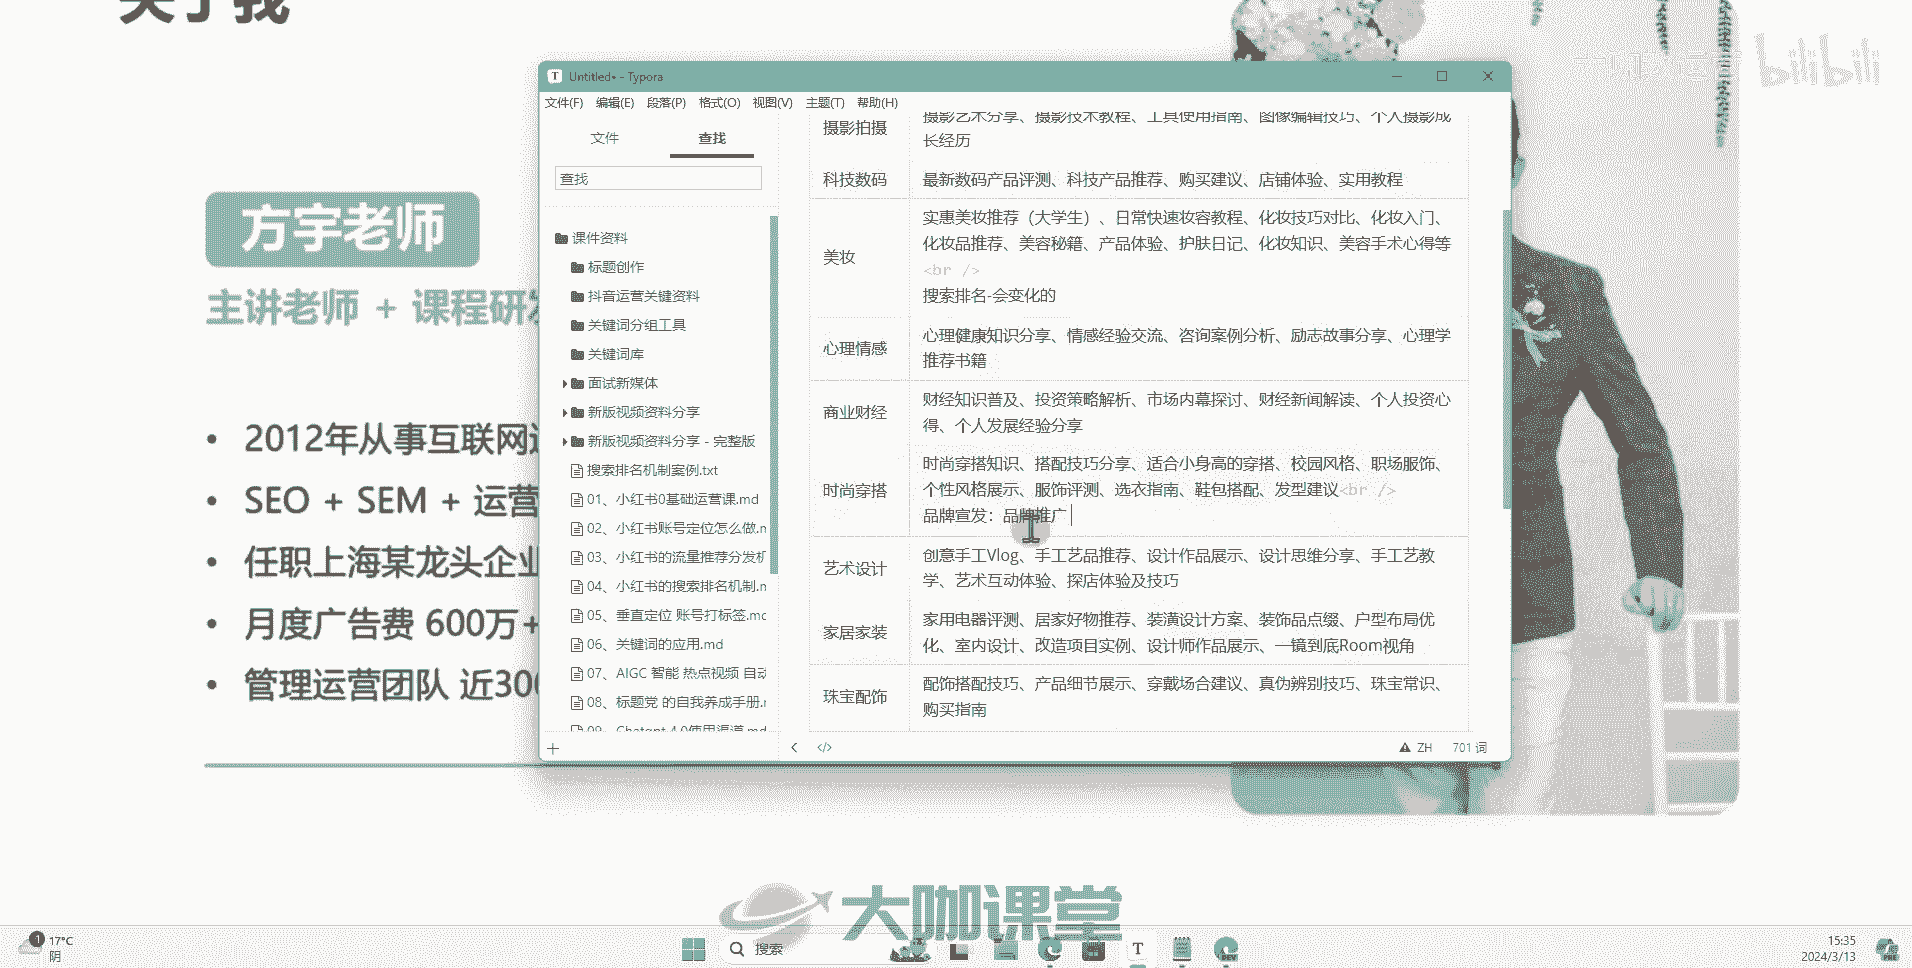 关于我
bilibili
方宇老师
主讲老师 + 课程研
2012年从事互联网
SEO + SEM + 运营
任职上海某龙头企业
月度广告费 600万+
管理运营团队 近300
Untitled• - Typora
文件(F) 编辑(E) 段落(P) 格式(O) 视图(V) 主题(T) 帮助(H)
文件 查找
查找
课件资料
标题创作
抖音运营关键资料
关键词分组工具
关键词库
面试新媒体
新版视频资料分享
新版视频资料分享 - 完整版
搜索排名机制案例.txt
01、小红书0基础运营课.md
02、小红书账号定位怎么做.m
03、小红书的流量推荐分发机
04、小红书的搜索排名机制.m
05、垂直定位 账号打标签.md
06、关键词的应用.md
07、AIGC 智能 热点视频 自动
08、标题党 的自我养成手册.m
09、Chatgpt 4.0使用渠道.md
摄影拍摄
摄影艺术分享、摄影技术教程、工具使用指南、图像编辑技巧、个人摄影成
长经历
科技数码
最新数码产品评测、科技产品推荐、购买建议、店铺体验、实用教程
美妆
实惠美妆推荐（大学生）、日常快速妆容教程、化妆技巧对比、化妆入门、
化妆品推荐、美容秘籍、产品体验、护肤日记、化妆知识、美容手术心得等
<br />
搜索排名-会变化的
心理情感
心理健康知识分享、情感经验交流、咨询案例分析、励志故事分享、心理学
推荐书籍
商业财经
财经知识普及、投资策略解析、市场内幕探讨、财经新闻解读、个人投资心
得、个人发展经验分享
时尚穿搭
时尚穿搭知识、搭配技巧分享、适合小身高的穿搭、校园风格、职场服饰、
个性风格展示、服饰评测、选衣指南、鞋包搭配、发型建议<br />
品牌宣发：品牌推广
艺术设计
创意手工Vlog、手工艺品推荐、设计作品展示、设计思维分享、手工艺教
学、艺术互动体验、探店体验及技巧
家居家装
家用电器评测、居家好物推荐、装潢设计方案、装饰品点缀、户型布局优
化、室内设计、改造项目实例、设计师作品展示、一镜到底Room视角
珠宝配饰
配饰搭配技巧、产品细节展示、穿戴场合建议、真伪辨别技巧、珠宝常识、
购买指南
ZH 701 词
大咖课堂
1 17°C
阴
搜索
15:35
2024/3/13